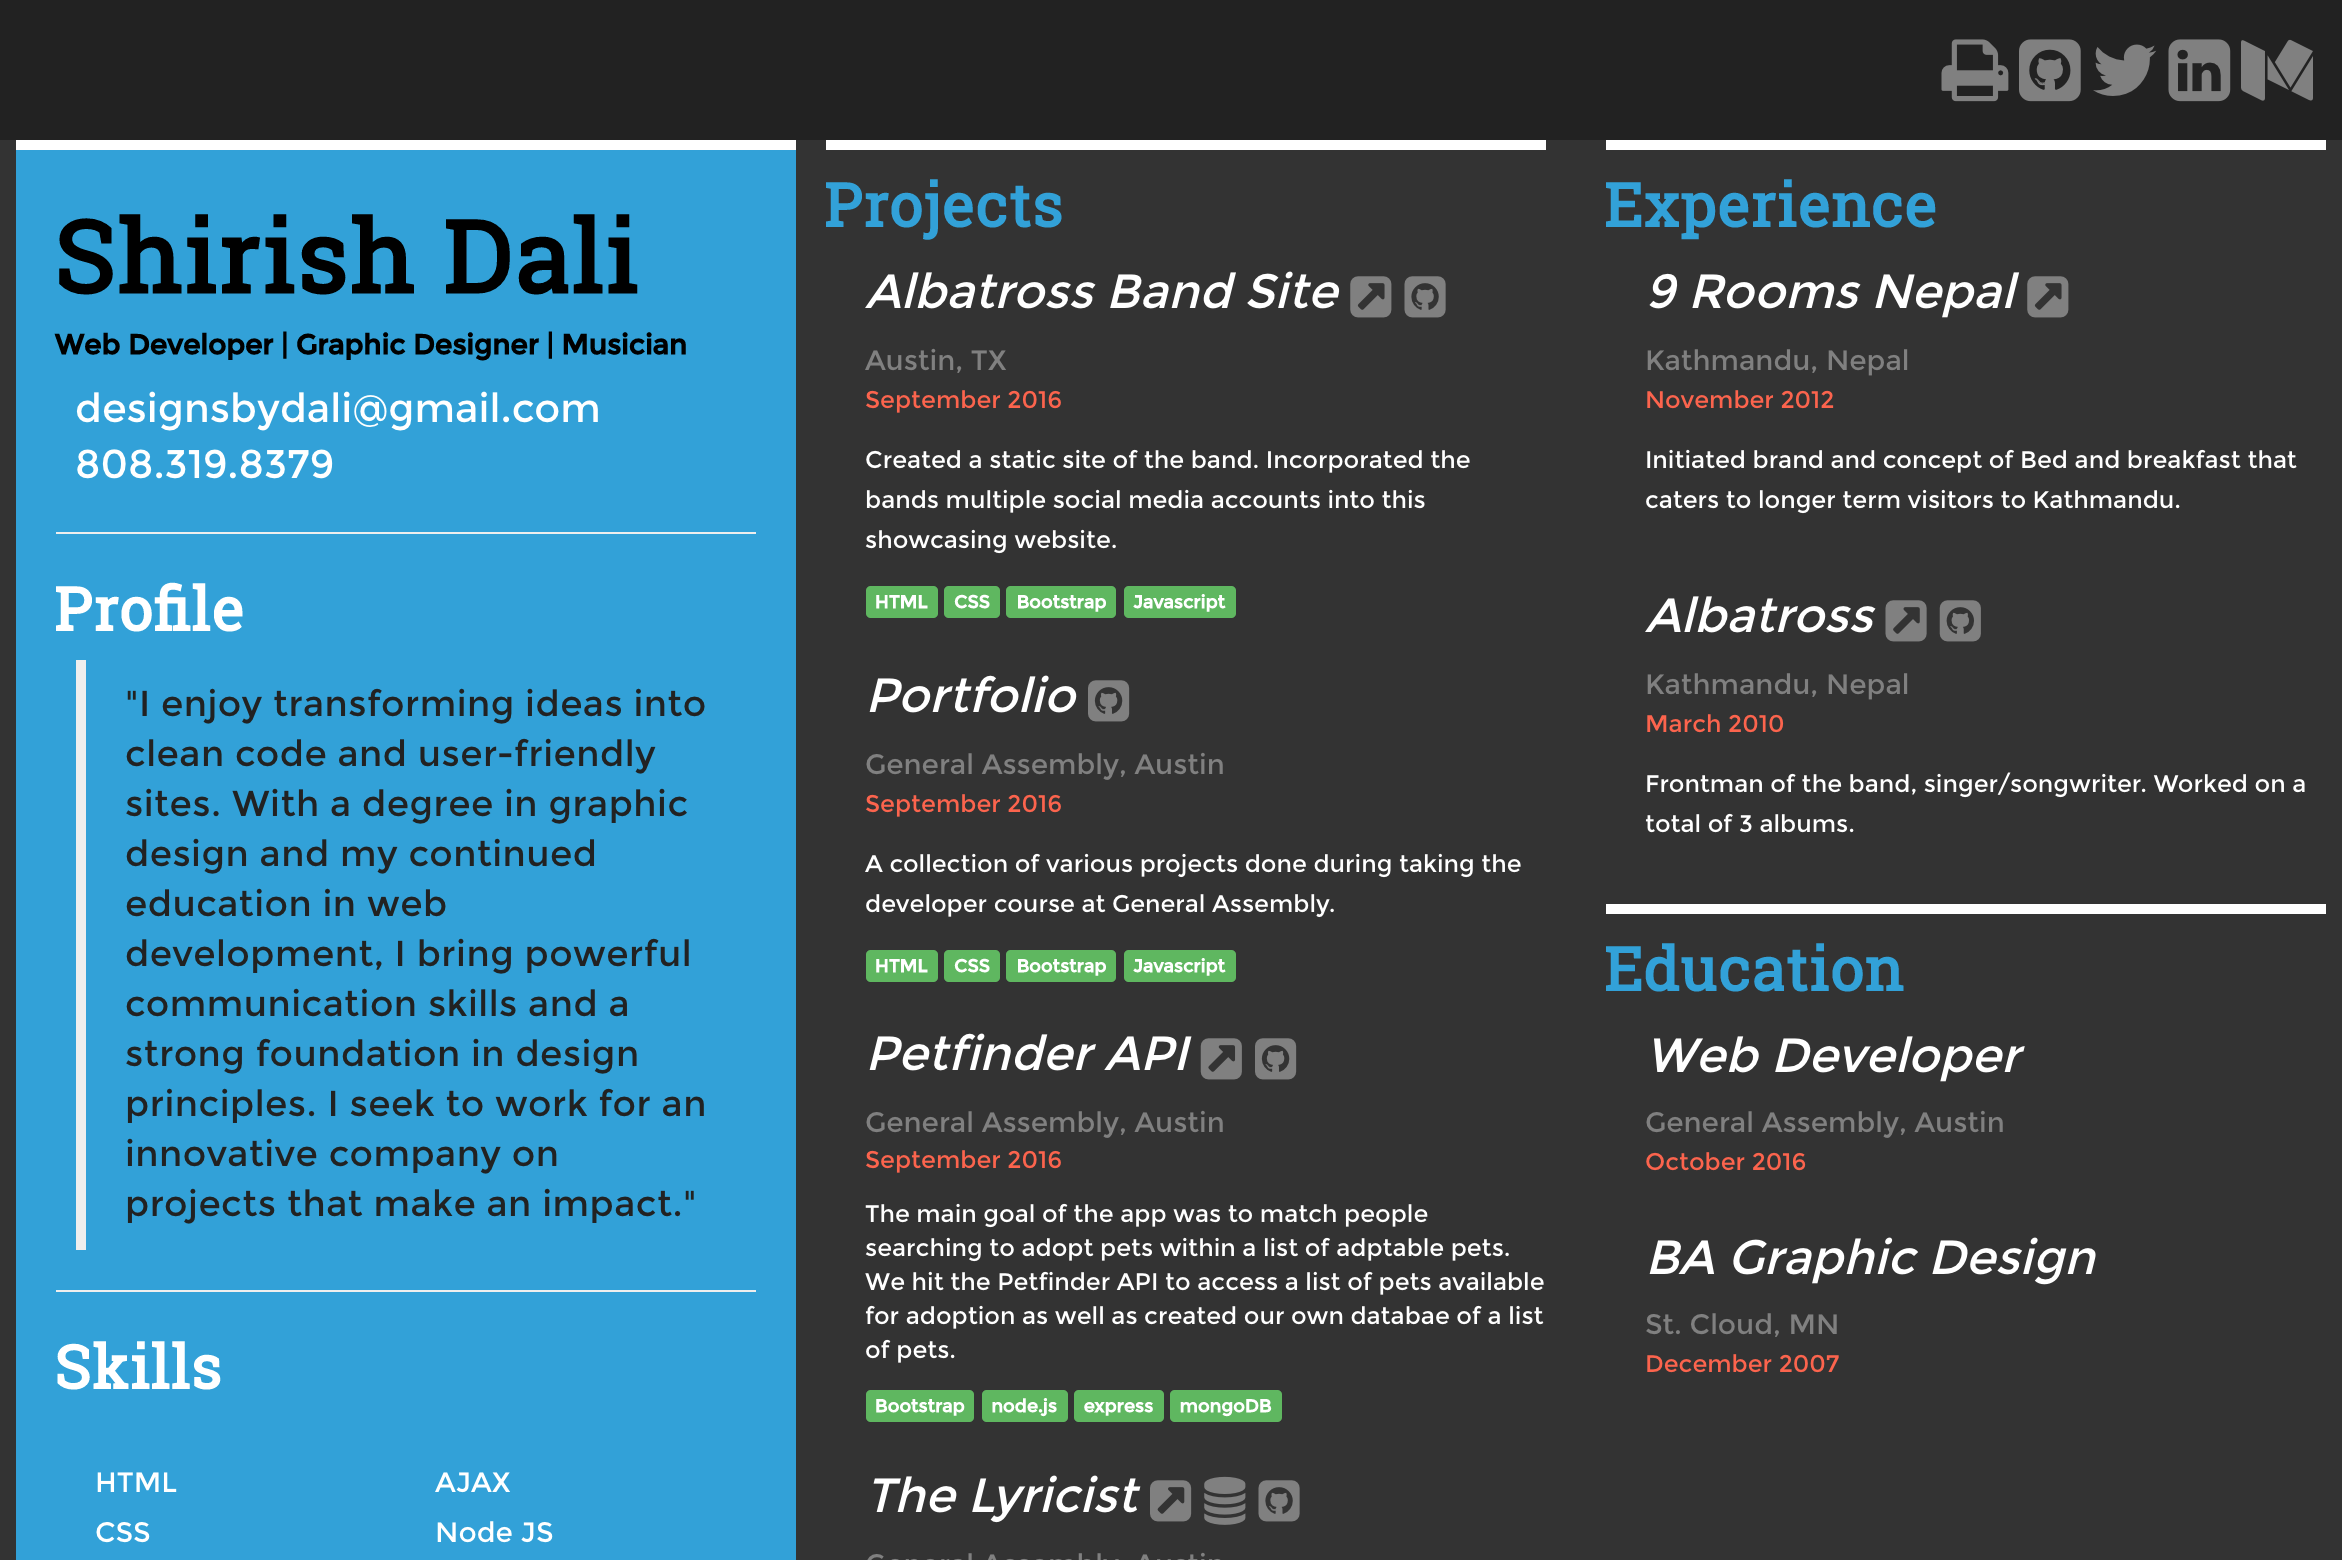 Shirish Dali
Web Developer | Graphic Designer | Musician
designsbydali@gmail.com
808.319.8379
Profile
"I enjoy transforming ideas into
clean code and user-friendly
sites. With a degree in graphic
design and my continued
education in web
development, I bring powerful
communication skills and a
strong foundation in design
principles. I seek to work for an
innovative company on
projects that make an impact."
Skills
HTML
CSS
AJAX
Node JS
Projects
Albatross Band Site
Austin, TX
September 2016
Created a static site of the band. Incorporated the
bands multiple social media accounts into this
showcasing website.
HTML CSS Bootstrap Javascript
Portfolio
General Assembly, Austin
September 2016
A collection of various projects done during taking the
developer course at General Assembly.
HTML CSS Bootstrap Javascript
Petfinder API
General Assembly, Austin
September 2016
The main goal of the app was to match people
searching to adopt pets within a list of adptable pets.
We hit the Petfinder API to access a list of pets available
for adoption as well as created our own databae of a list
of pets.
Bootstrap node.js express mongoDB
The Lyricist
General Assembly, Austin
Experience
9 Rooms Nepal
Kathmandu, Nepal
November 2012
Initiated brand and concept of Bed and breakfast that
caters to longer term visitors to Kathmandu.
Albatross
Kathmandu, Nepal
March 2010
Frontman of the band, singer/songwriter. Worked on a
total of 3 albums.
Education
Web Developer
General Assembly, Austin
October 2016
BA Graphic Design
St. Cloud, MN
December 2007